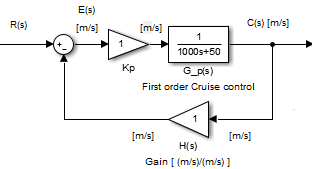 E(s)
C(s) [m/s]
R(s)
[m/s]
[m/s]
+
-
1
1
1000s+50
Kp
G_p(s)
First order Cruise control
1
[m/s]
[m/s]
H(s)
Gain [ (m/s)/(m/s) ]